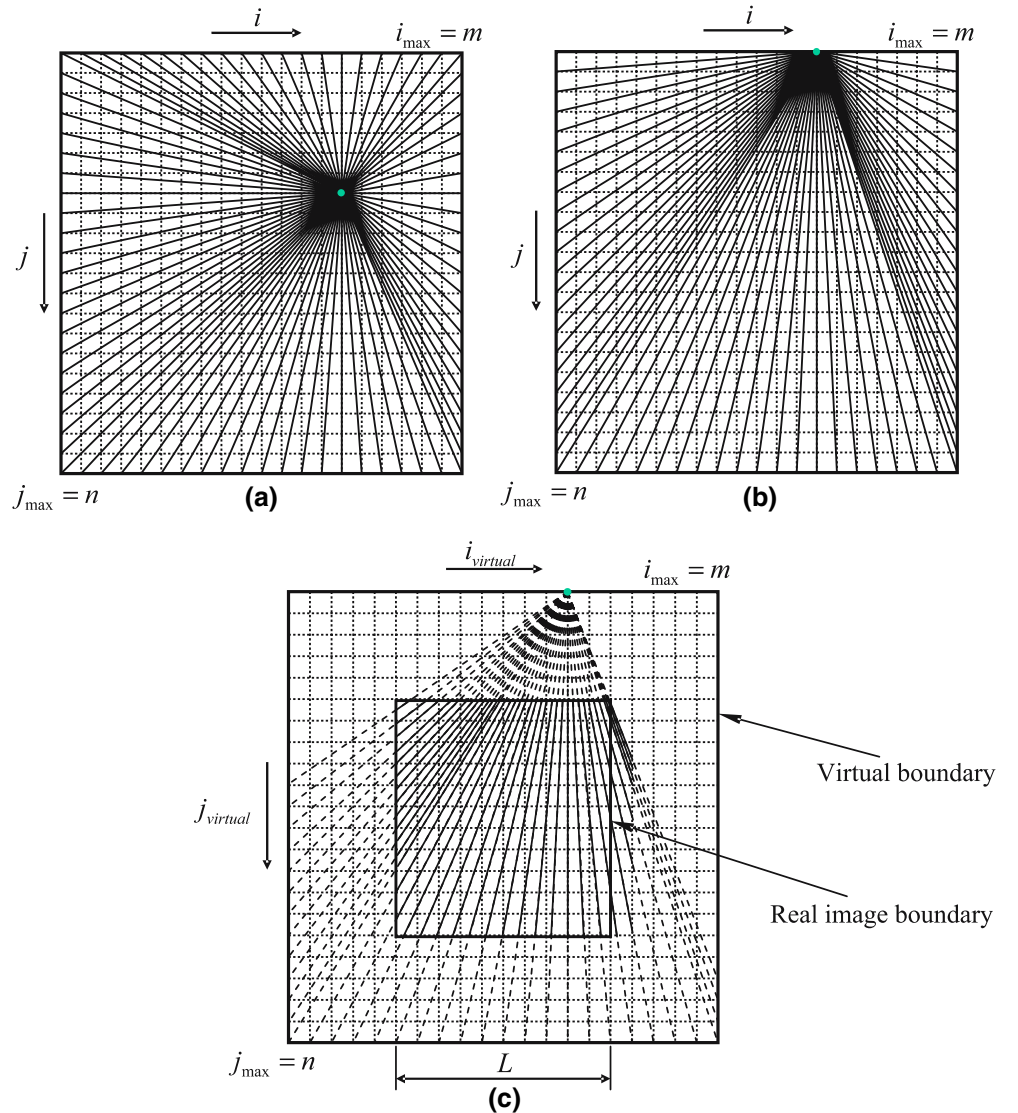 i
i_max = m
i
i_max = m
j
j
j_max = n
(a)
j_max = n
(b)
i_virtual
i_max = m
j_virtual
Virtual boundary
Real image boundary
j_max = n
L
(c)